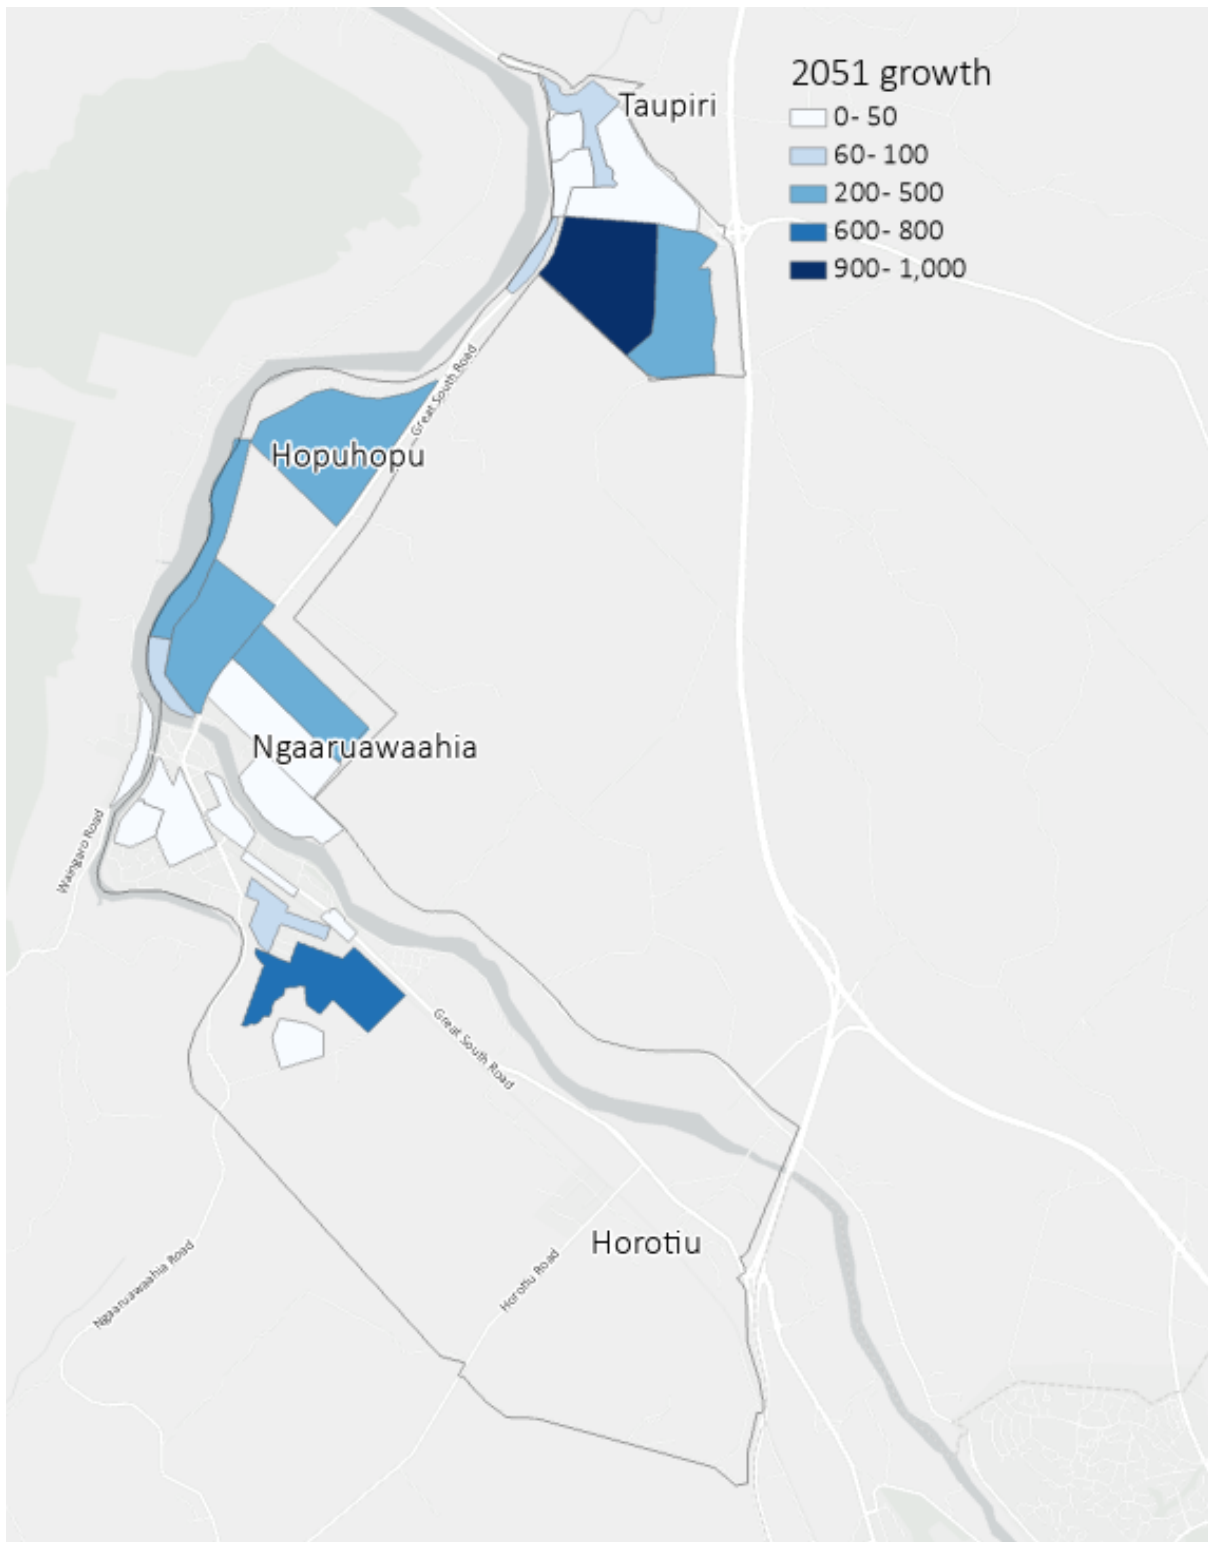 2051 growth
0- 50
60- 100
200- 500
600- 800
900- 1,000
Taupiri
Great South Road
Hopuhopu
Ngaaruawaahia
Waingaro Road
Great South Road
Horotiu
Horotiu Road
Ngaaruawaahia Road